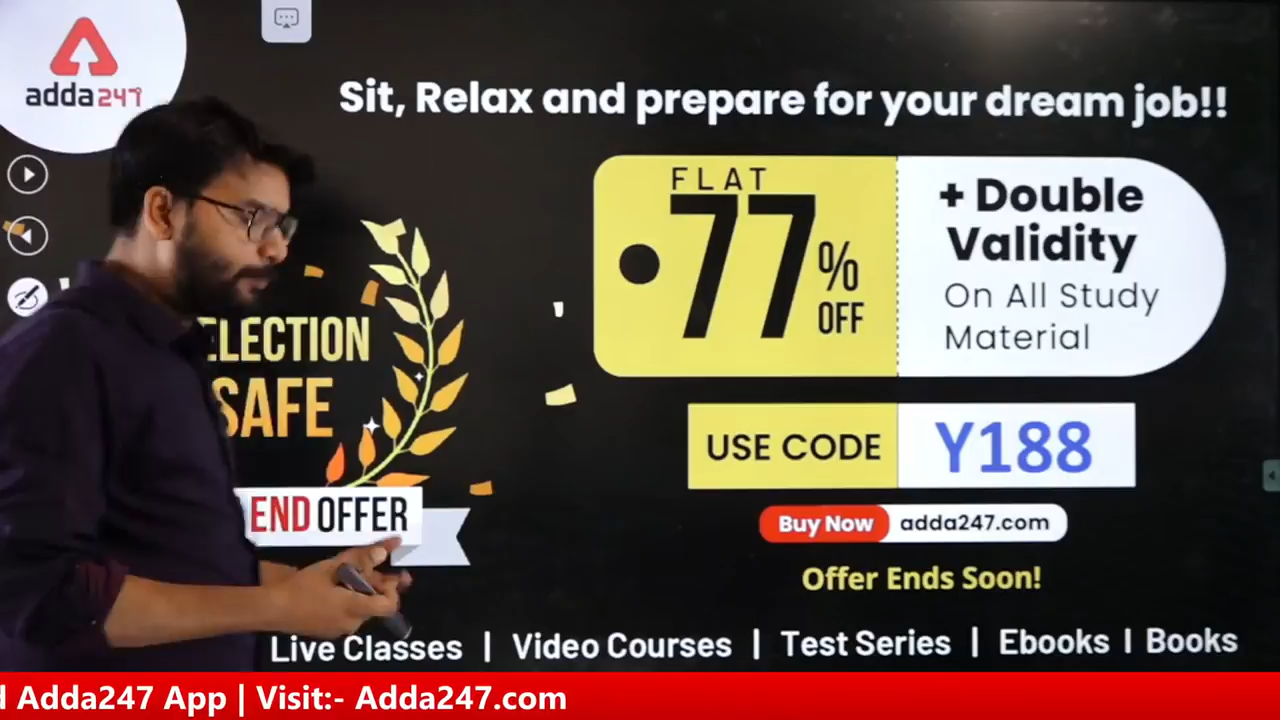 adda247
Sit, Relax and prepare for your dream job!!
FLAT
77% OFF
+ Double
Validity
On All Study
Material
ELECTION
SAFE
END OFFER
USE CODE Y188
Buy Now adda247.com
Offer Ends Soon!
Live Classes | Video Courses | Test Series | Ebooks I Books
Adda247 App | Visit:- Adda247.com